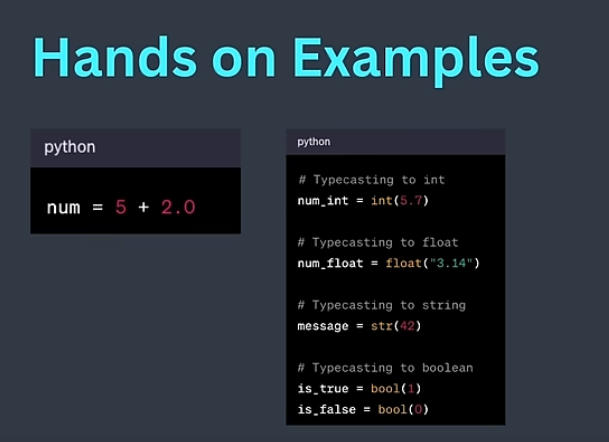 Hands on Examples
python
num = 5 + 2.0
python
# Typecasting to int
num_int = int(5.7)
# Typecasting to float
num_float = float("3.14")
# Typecasting to string
message = str(42)
# Typecasting to boolean
is_true = bool(1)
is_false = bool(0)